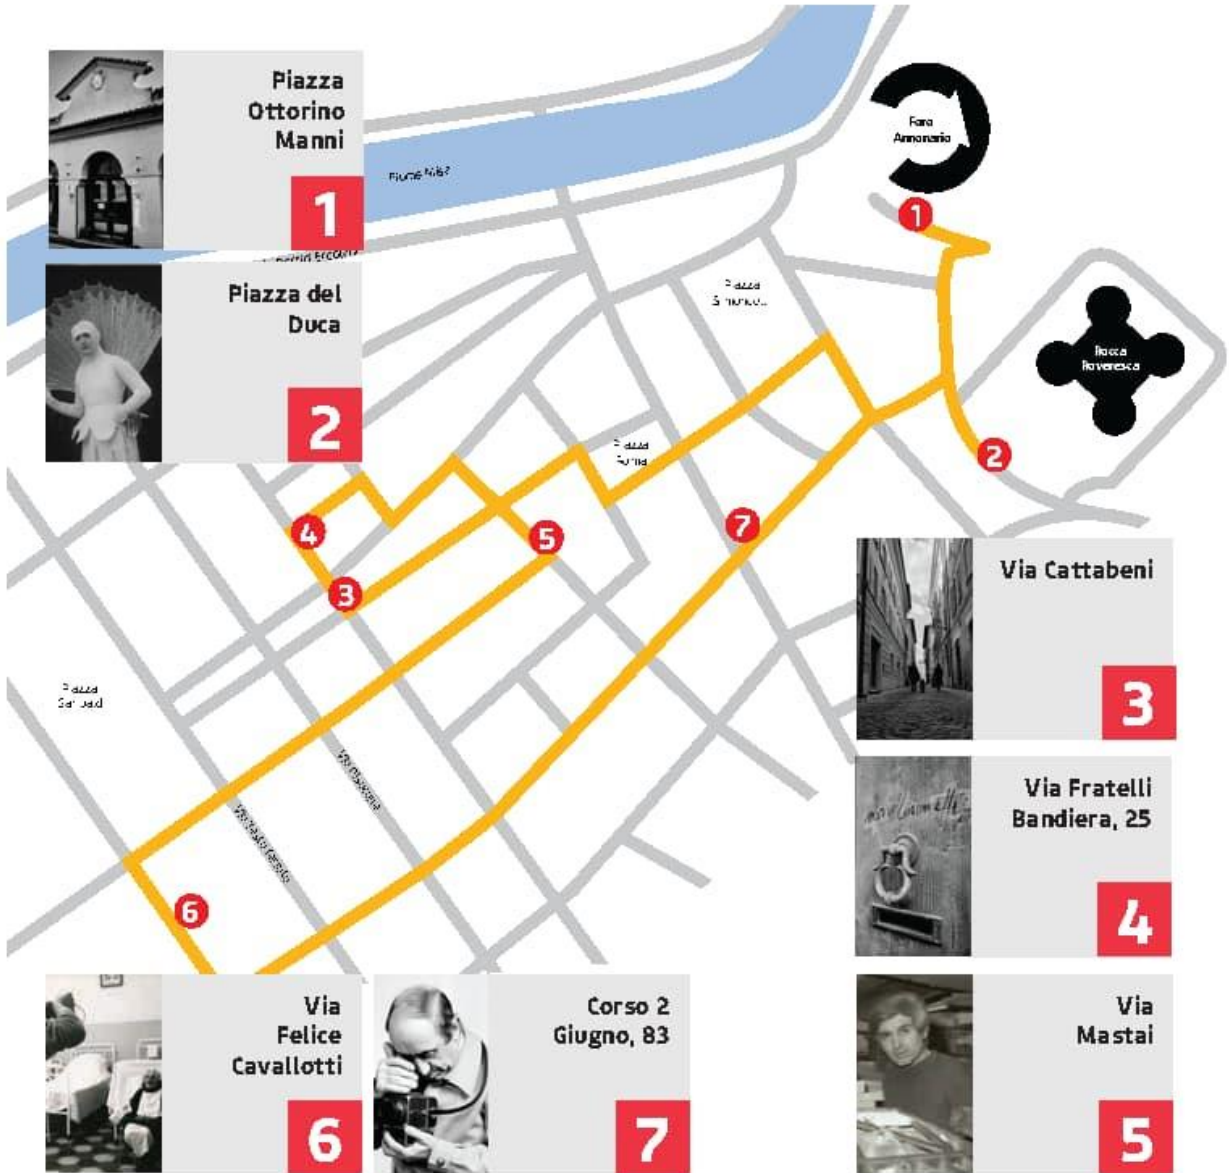 Piazza
Ottorino
Manni
1
Piazza del
Duca
2
Foro
Annonario
1
Piazza
Rocca
Roveresca
Piazza
Roma
2
4
5
7
3
Via Cattabeni
3
Piazza
Via Fratelli
Bandiera, 25
4
6
Via
Felice
Cavallotti
6
Corso 2
Giugno, 83
7
Via
Mastai
5